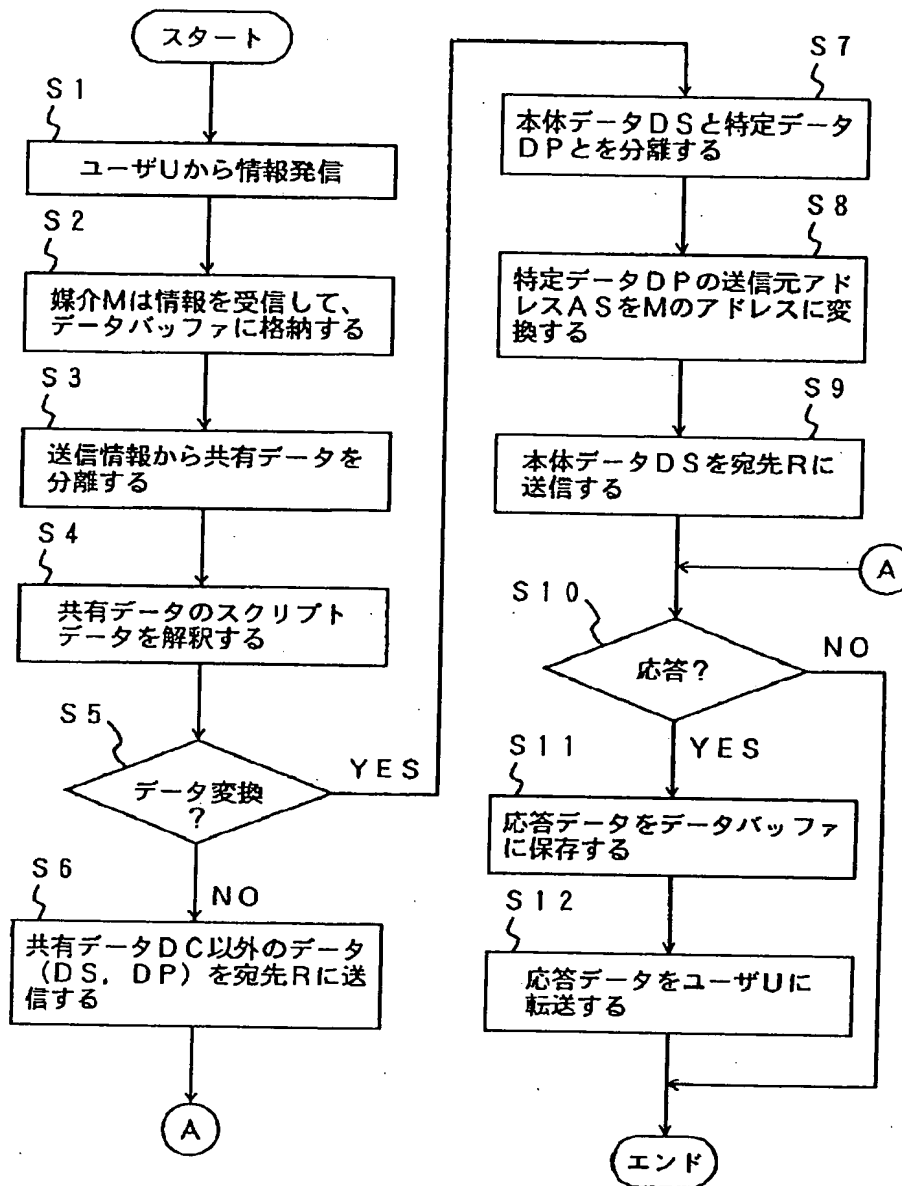 スタート
S1
ユーザUから情報発信
S2
媒介Mは情報を受信して、
データバッファに格納する
S3
送信情報から共有データを
分離する
S4
共有データのスクリプト
データを解釈する
S5
データ変換
?
YES
NO
S6
共有データDC以外のデータ
(DS, DP)を宛先Rに送
信する
A
S7
本体データDSと特定データ
DPとを分離する
S8
特定データDPの送信元アド
レスASをMのアドレスに変
換する
S9
本体データDSを宛先Rに
送信する
A
S10
応答?
NO
YES
S11
応答データをデータバッファ
に保存する
S12
応答データをユーザUに
転送する
エンド